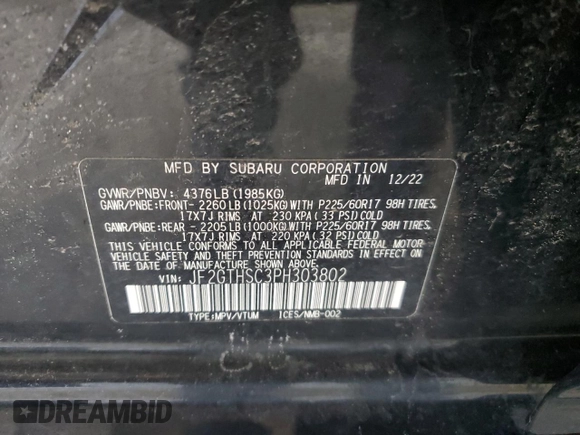 MFD BY SUBARU CORPORATION
MFD IN 12/22
GVWR/PNBV: 4376LB(1985KG)
GAWR/PNBE:FRONT- 2260LB(1025KG) WITH P225/60R17 98H TIRES,
17X7J RIMS AT 230 KPA(33 PSI)COLD
GAWR/PNBE:REAR - 2205LB(1000KG) WITH P225/60R17 98H TIRES,
17X7J RIMS AT 220 KPA(32 PSI)COLD
THIS VEHICLE CONFORMS TO ALL APPLICABLE FEDERAL MOTOR-
VEHICLE SAFETY AND BUMPER AND THEFT PREVENTION
STANDARDS IN EFFECT ON THE DATE OF MANUFACTURE SHOWN ABOVE.
VIN: JF2GTHSC3PH303802
TYPE:MPV/VTUM ICES/NMB-002
DREAMBID